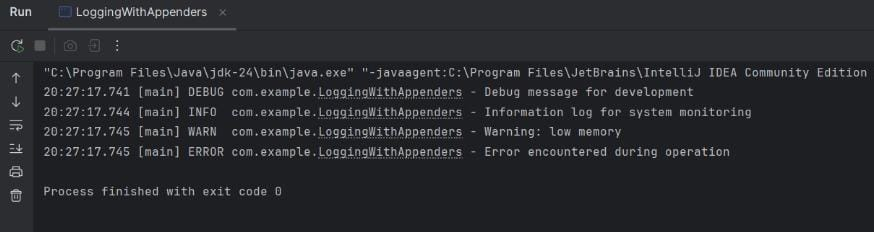 Run LoggingWithAppenders
"C:\Program Files\Java\jdk-24\bin\java.exe" "-javaagent:C:\Program Files\JetBrains\IntelliJ IDEA Community Edition
20:27:17.741 [main] DEBUG com.example.LoggingWithAppenders - Debug message for development
20:27:17.744 [main] INFO  com.example.LoggingWithAppenders - Information log for system monitoring
20:27:17.745 [main] WARN  com.example.LoggingWithAppenders - Warning: low memory
20:27:17.745 [main] ERROR com.example.LoggingWithAppenders - Error encountered during operation
Process finished with exit code 0